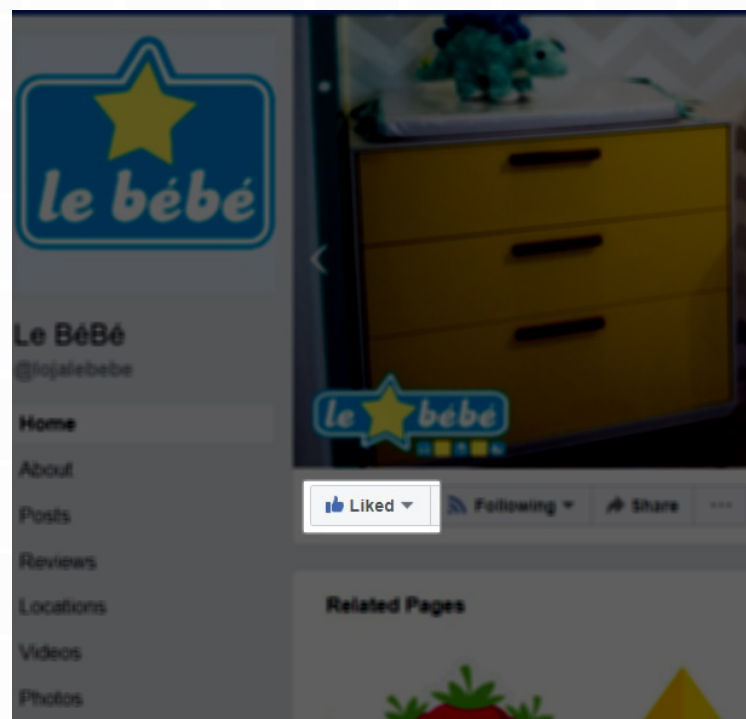 le bébé
Le BéBé
@lojalebebe
Home
About
Posts
Reviews
Locations
Videos
Photos
le bébé
Liked
Following
Share
Related Pages